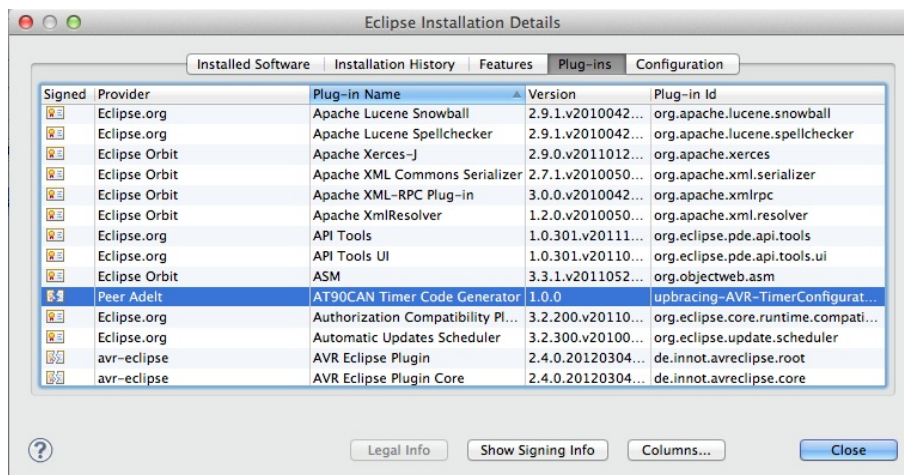 Eclipse Installation Details
Installed Software Installation History Features Plug-ins Configuration
Signed Provider Plug-in Name Version Plug-in Id
Eclipse.org Apache Lucene Snowball 2.9.1.v2010042... org.apache.lucene.snowball
Eclipse.org Apache Lucene Spellchecker 2.9.1.v2010042... org.apache.lucene.spellchecker
Eclipse Orbit Apache Xerces-J 2.9.0.v2011012... org.apache.xerces
Eclipse Orbit Apache XML Commons Serializer 2.7.1.v2010050... org.apache.xml.serializer
Eclipse Orbit Apache XML-RPC Plug-in 3.0.0.v2010042... org.apache.xmlrpc
Eclipse Orbit Apache XmlResolver 1.2.0.v2010050... org.apache.xml.resolver
Eclipse.org API Tools 1.0.301.v20111... org.eclipse.pde.api.tools
Eclipse.org API Tools UI 1.0.301.v20110... org.eclipse.pde.api.tools.ui
Eclipse Orbit ASM 3.3.1.v2011052... org.objectweb.asm
Peer Adelt AT90CAN Timer Code Generator 1.0.0 upbracing-AVR-TimerConfigurat...
Eclipse.org Authorization Compatibility Pl... 3.2.200.v20110... org.eclipse.core.runtime.compati...
Eclipse.org Automatic Updates Scheduler 3.2.300.v20100... org.eclipse.update.scheduler
avr-eclipse AVR Eclipse Plugin 2.4.0.20120304... de.innot.avreclipse.root
avr-eclipse AVR Eclipse Plugin Core 2.4.0.20120304... de.innot.avreclipse.core
? Legal Info Show Signing Info Columns... Close